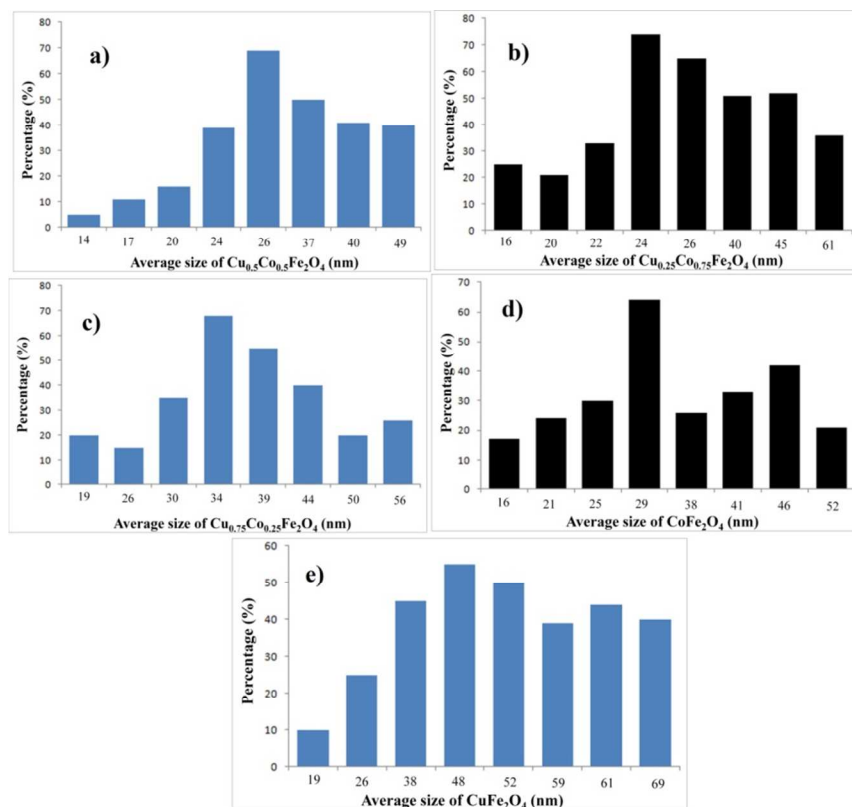 a)
Percentage (%)
80
70
60
50
40
30
20
10
0
14 17 20 24 26 37 40 49
Average size of Cu₀.₅Co₀.₅Fe₂O₄ (nm)
b)
Percentage (%)
80
70
60
50
40
30
20
10
0
16 20 22 24 26 40 45 61
Average size of Cu₀.₂₅Co₀.₇₅Fe₂O₄ (nm)
c)
Percentage (%)
80
70
60
50
40
30
20
10
0
19 26 30 34 39 44 50 56
Average size of Cu₀.₇₅Co₀.₂₅Fe₂O₄ (nm)
d)
Percentage (%)
70
60
50
40
30
20
10
0
16 21 25 29 38 41 46 52
Average size of CoFe₂O₄ (nm)
e)
Percentage (%)
60
50
40
30
20
10
0
19 26 38 48 52 59 61 69
Average size of CuFe₂O₄ (nm)